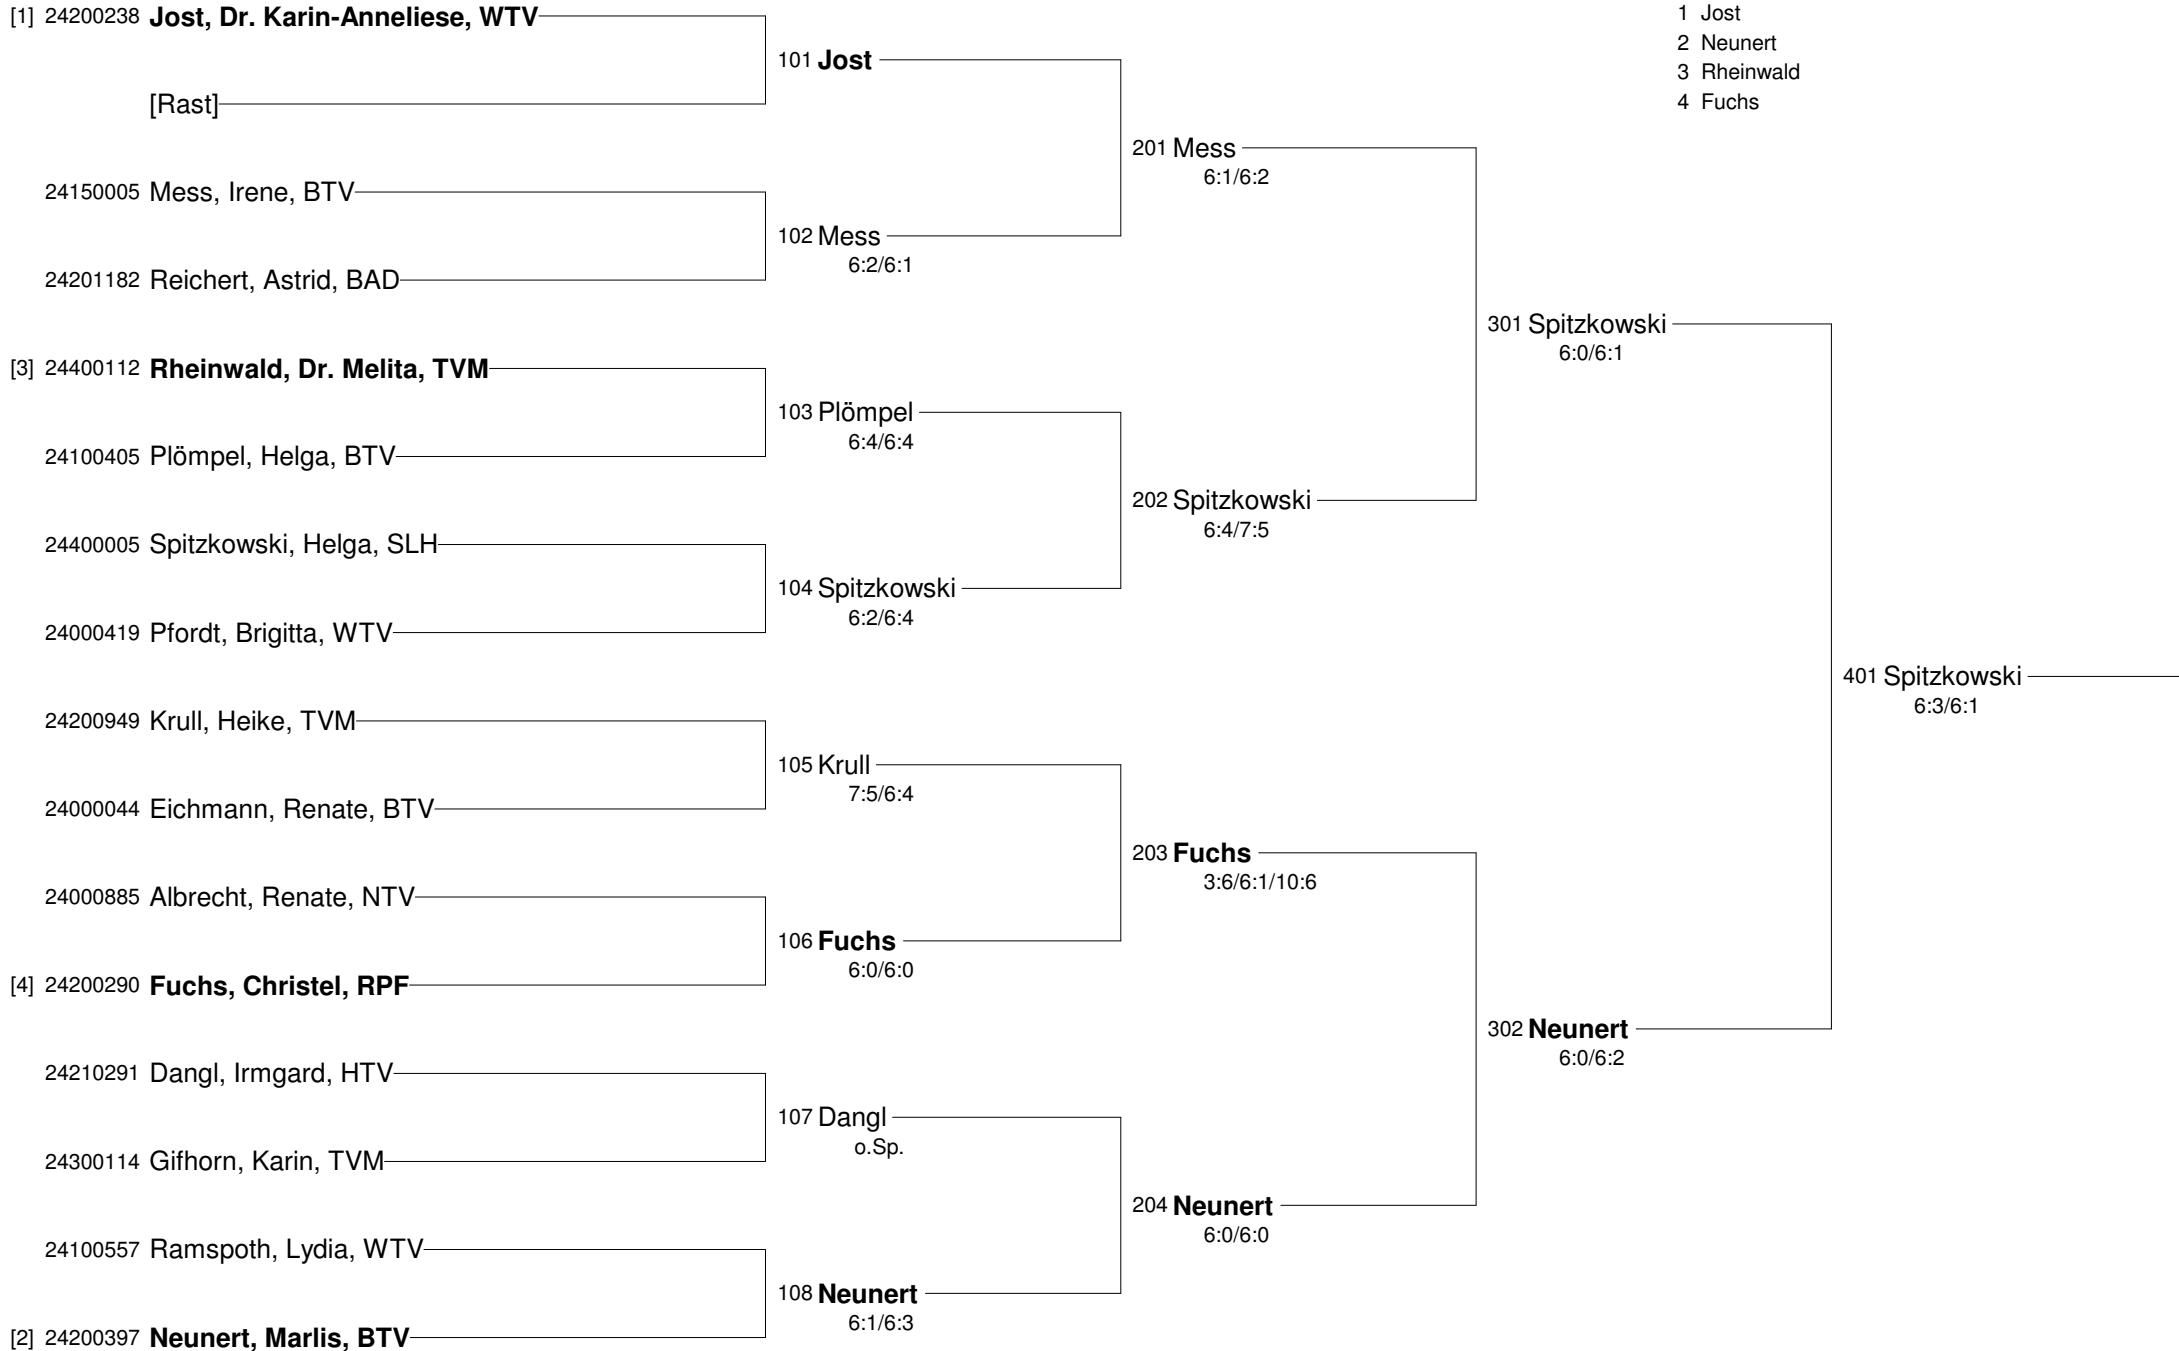 [1] 24200238 Jost, Dr. Karin-Anneliese, WTV
1 Jost
2 Neunert
3 Rheinwald
4 Fuchs
101 Jost
[Rast]
201 Mess
6:1/6:2
24150005 Mess, Irene, BTV
102 Mess
6:2/6:1
24201182 Reichert, Astrid, BAD
301 Spitzkowski
6:0/6:1
[3] 24400112 Rheinwald, Dr. Melita, TVM
103 Plömpel
6:4/6:4
24100405 Plömpel, Helga, BTV
202 Spitzkowski
6:4/7:5
24400005 Spitzkowski, Helga, SLH
104 Spitzkowski
6:2/6:4
24000419 Pfordt, Brigitta, WTV
401 Spitzkowski
6:3/6:1
24200949 Krull, Heike, TVM
105 Krull
7:5/6:4
24000044 Eichmann, Renate, BTV
203 Fuchs
3:6/6:1/10:6
24000885 Albrecht, Renate, NTV
106 Fuchs
6:0/6:0
[4] 24200290 Fuchs, Christel, RPF
302 Neunert
6:0/6:2
24210291 Dangl, Irmgard, HTV
107 Dangl
o.Sp.
24300114 Gifhorn, Karin, TVM
204 Neunert
6:0/6:0
24100557 Ramspoth, Lydia, WTV
108 Neunert
6:1/6:3
[2] 24200397 Neunert, Marlis, BTV